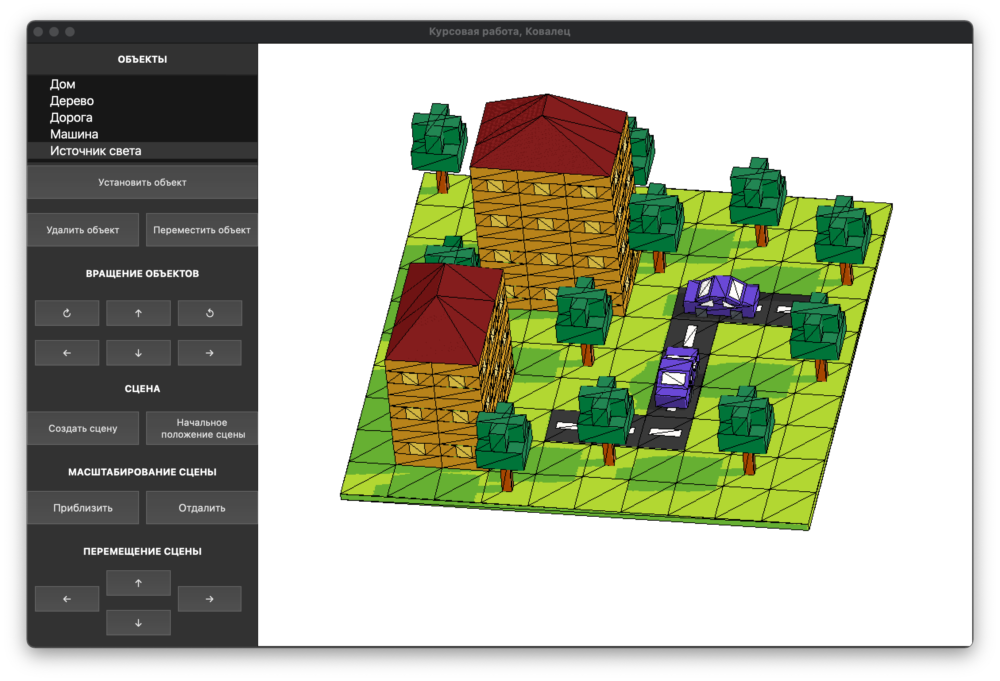 Курсовая работа, Ковалец
ОБЪЕКТЫ
Дом
Дерево
Дорога
Машина
Источник света
Установить объект
Удалить объект
Переместить объект
ВРАЩЕНИЕ ОБЪЕКТОВ
↻ ↑ ↺
← ↓ →
СЦЕНА
Создать сцену
Начальное
положение сцены
МАСШТАБИРОВАНИЕ СЦЕНЫ
Приблизить
Отдалить
ПЕРЕМЕЩЕНИЕ СЦЕНЫ
↑
← →
↓